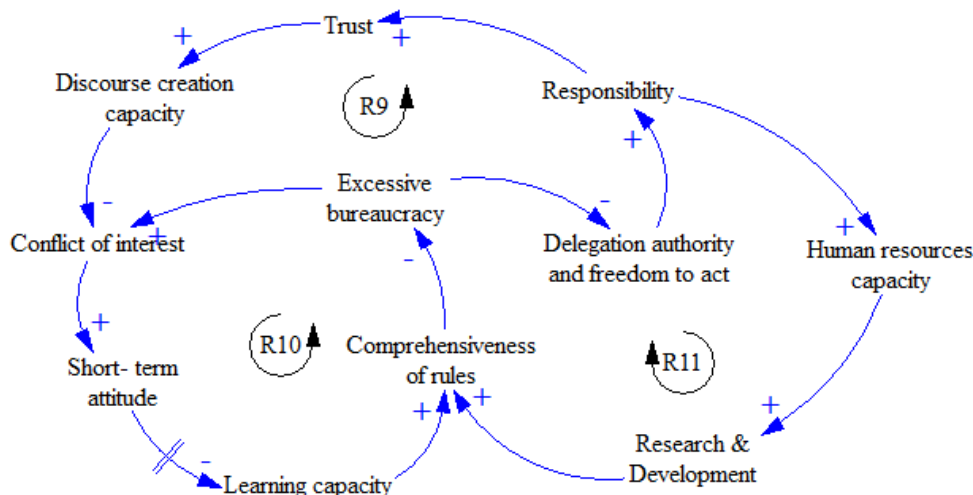 Trust
+
+
Discourse creation
capacity
R9
Responsibility
+
Excessive
bureaucracy
-
-
+
Conflict of interest
Delegation authority
and freedom to act
+
Human resources
capacity
-
+
R10
Comprehensiveness
of rules
R11
Short- term
attitude
+
+
+
-
Learning capacity
Research &
Development